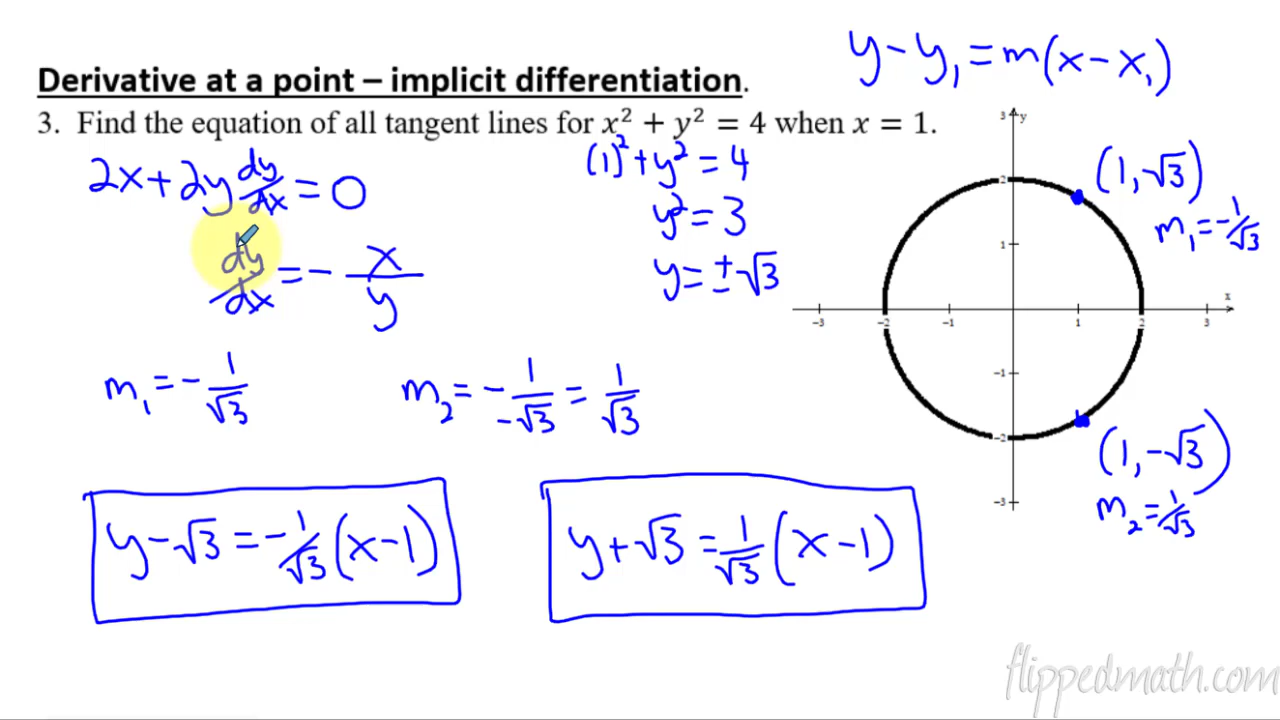 y − y₁ = m(x − x₁)
Derivative at a point – implicit differentiation.
3. Find the equation of all tangent lines for x² + y² = 4 when x = 1.
2x + 2y dy/dx = 0
dy/dx = − x/y
(1)² + y² = 4
y² = 3
y = ± √3
m₁ = − 1/√3
m₂ = − 1/−√3 = 1/√3
y − √3 = − 1/√3 (x − 1)
y + √3 = 1/√3 (x − 1)
3 y
2
1
−3 −2 −1 1 2 3 x
−1
−2
−3
(1, √3)
m₁ = − 1/√3
(1, −√3)
m₂ = 1/√3
flippedmath.com